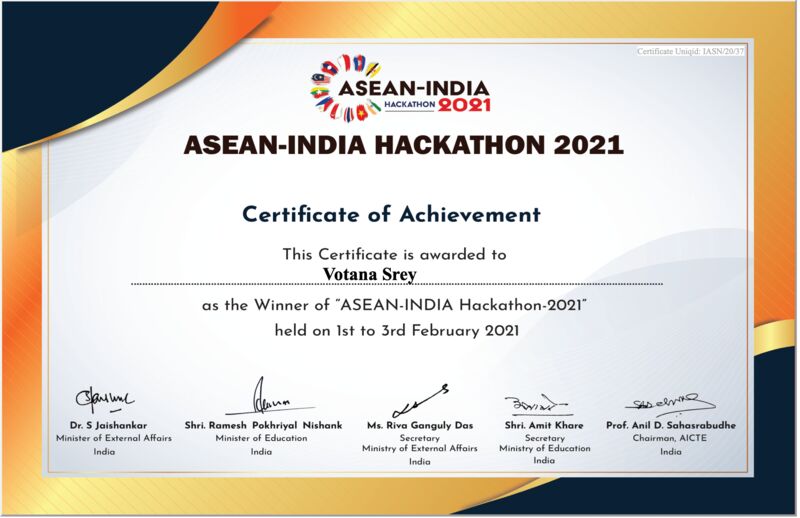 Certificate Uniqid: IASN/20/37
ASEAN-INDIA
HACKATHON 2021
ASEAN-INDIA HACKATHON 2021
Certificate of Achievement
This Certificate is awarded to
Votana Srey
as the Winner of “ASEAN-INDIA Hackathon-2021”
held on 1st to 3rd February 2021
Dr. S Jaishankar
Minister of External Affairs
India
Shri. Ramesh Pokhriyal Nishank
Minister of Education
India
Ms. Riva Ganguly Das
Secretary
Ministry of External Affairs
India
Shri. Amit Khare
Secretary
Ministry of Education
India
Prof. Anil D. Sahasrabudhe
Chairman, AICTE
India